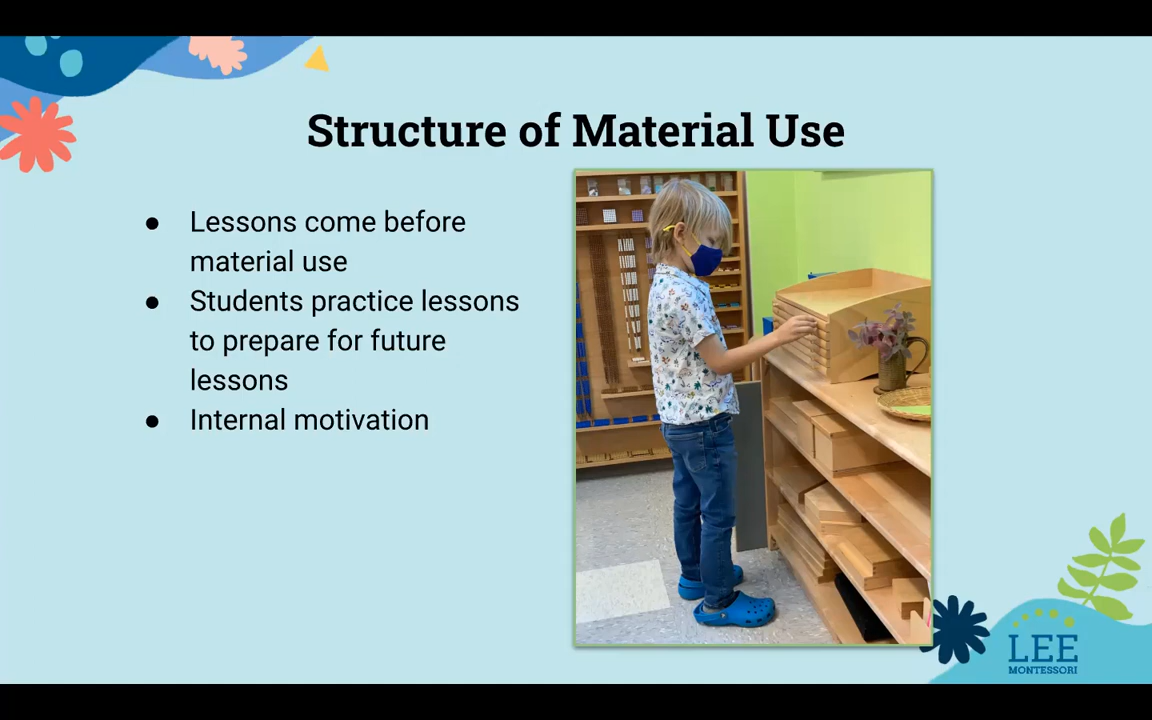 Structure of Material Use
● Lessons come before
material use
● Students practice lessons
to prepare for future
lessons
● Internal motivation
LEE
MONTESSORI